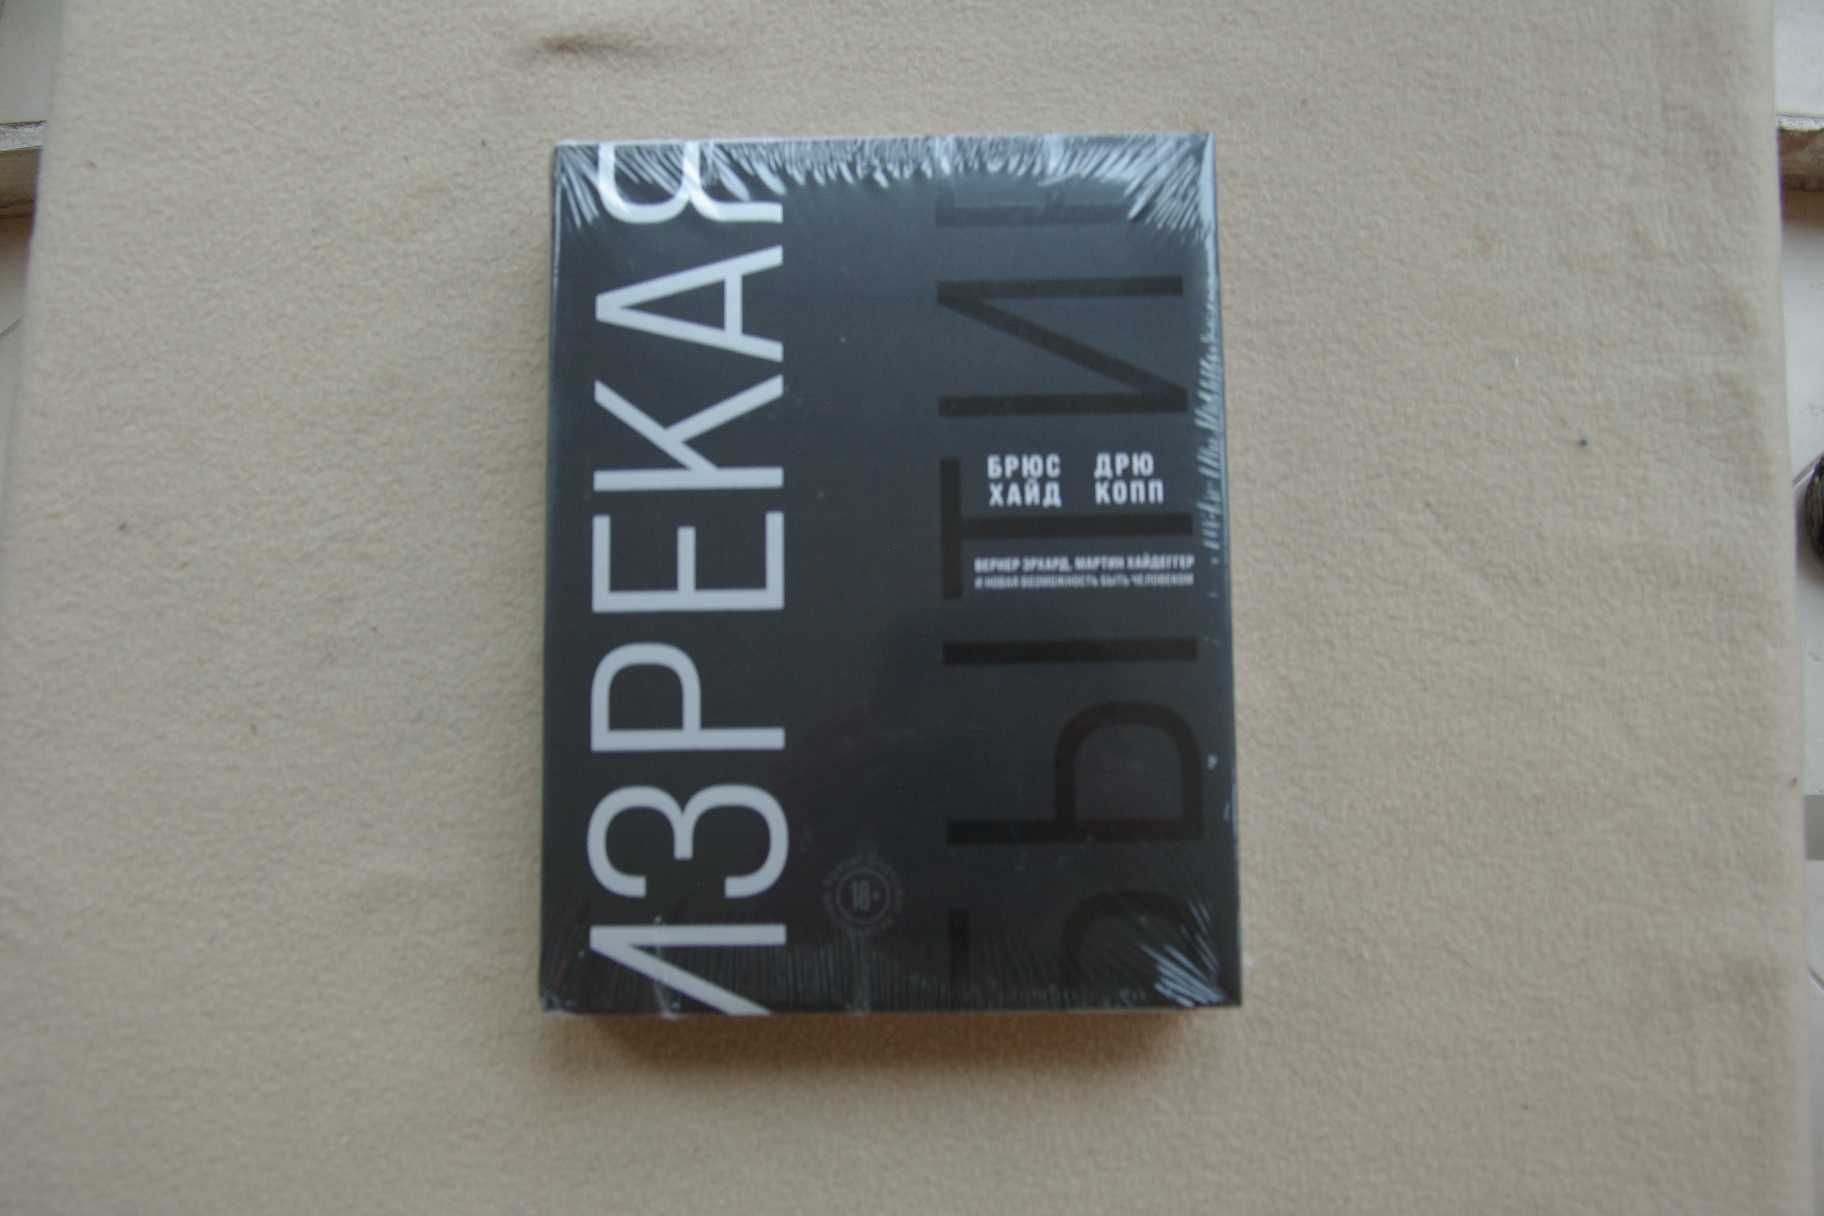 ИЗРЕКАЯ
БЫТИЕ
БРЮС ХАЙД
ДРЮ КОПП
ВЕРНЕР ЭРХАРД, МАРТИН ХАЙДЕГГЕР
И НОВАЯ ВОЗМОЖНОСТЬ БЫТЬ ЧЕЛОВЕКОМ
18+